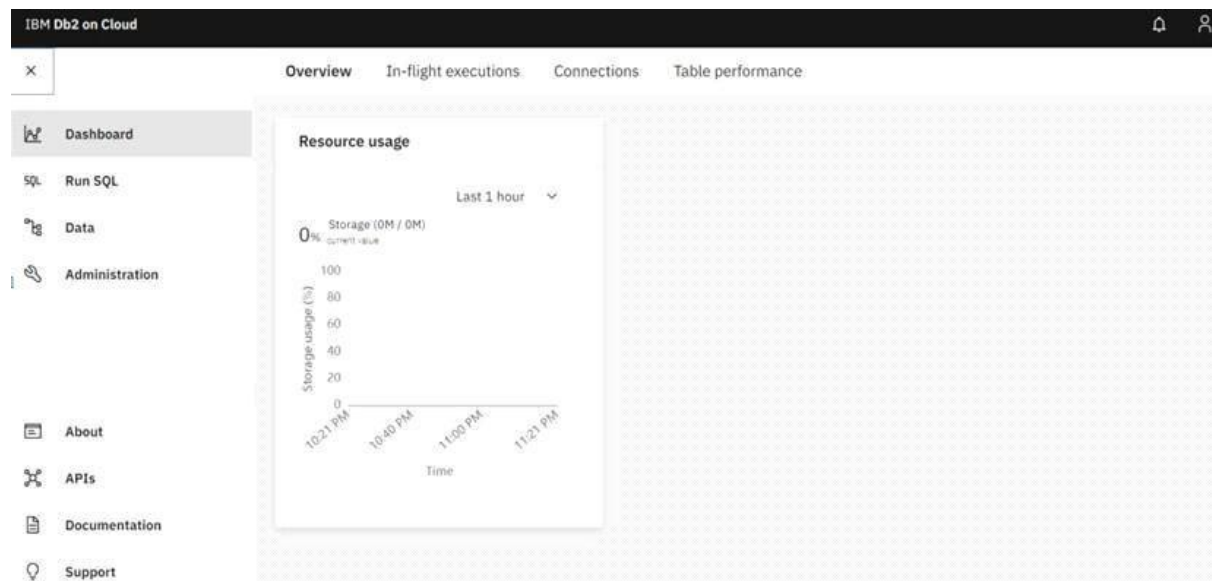 IBM Db2 on Cloud
Overview In-flight executions Connections Table performance
Dashboard
SQL Run SQL
Data
Administration
About
APIs
Documentation
Support
Resource usage
Last 1 hour
0% Storage (0M / 0M)
current value
Storage usage (%)
100
80
60
40
20
0
10:21 PM 10:40 PM 11:00 PM 11:21 PM
Time